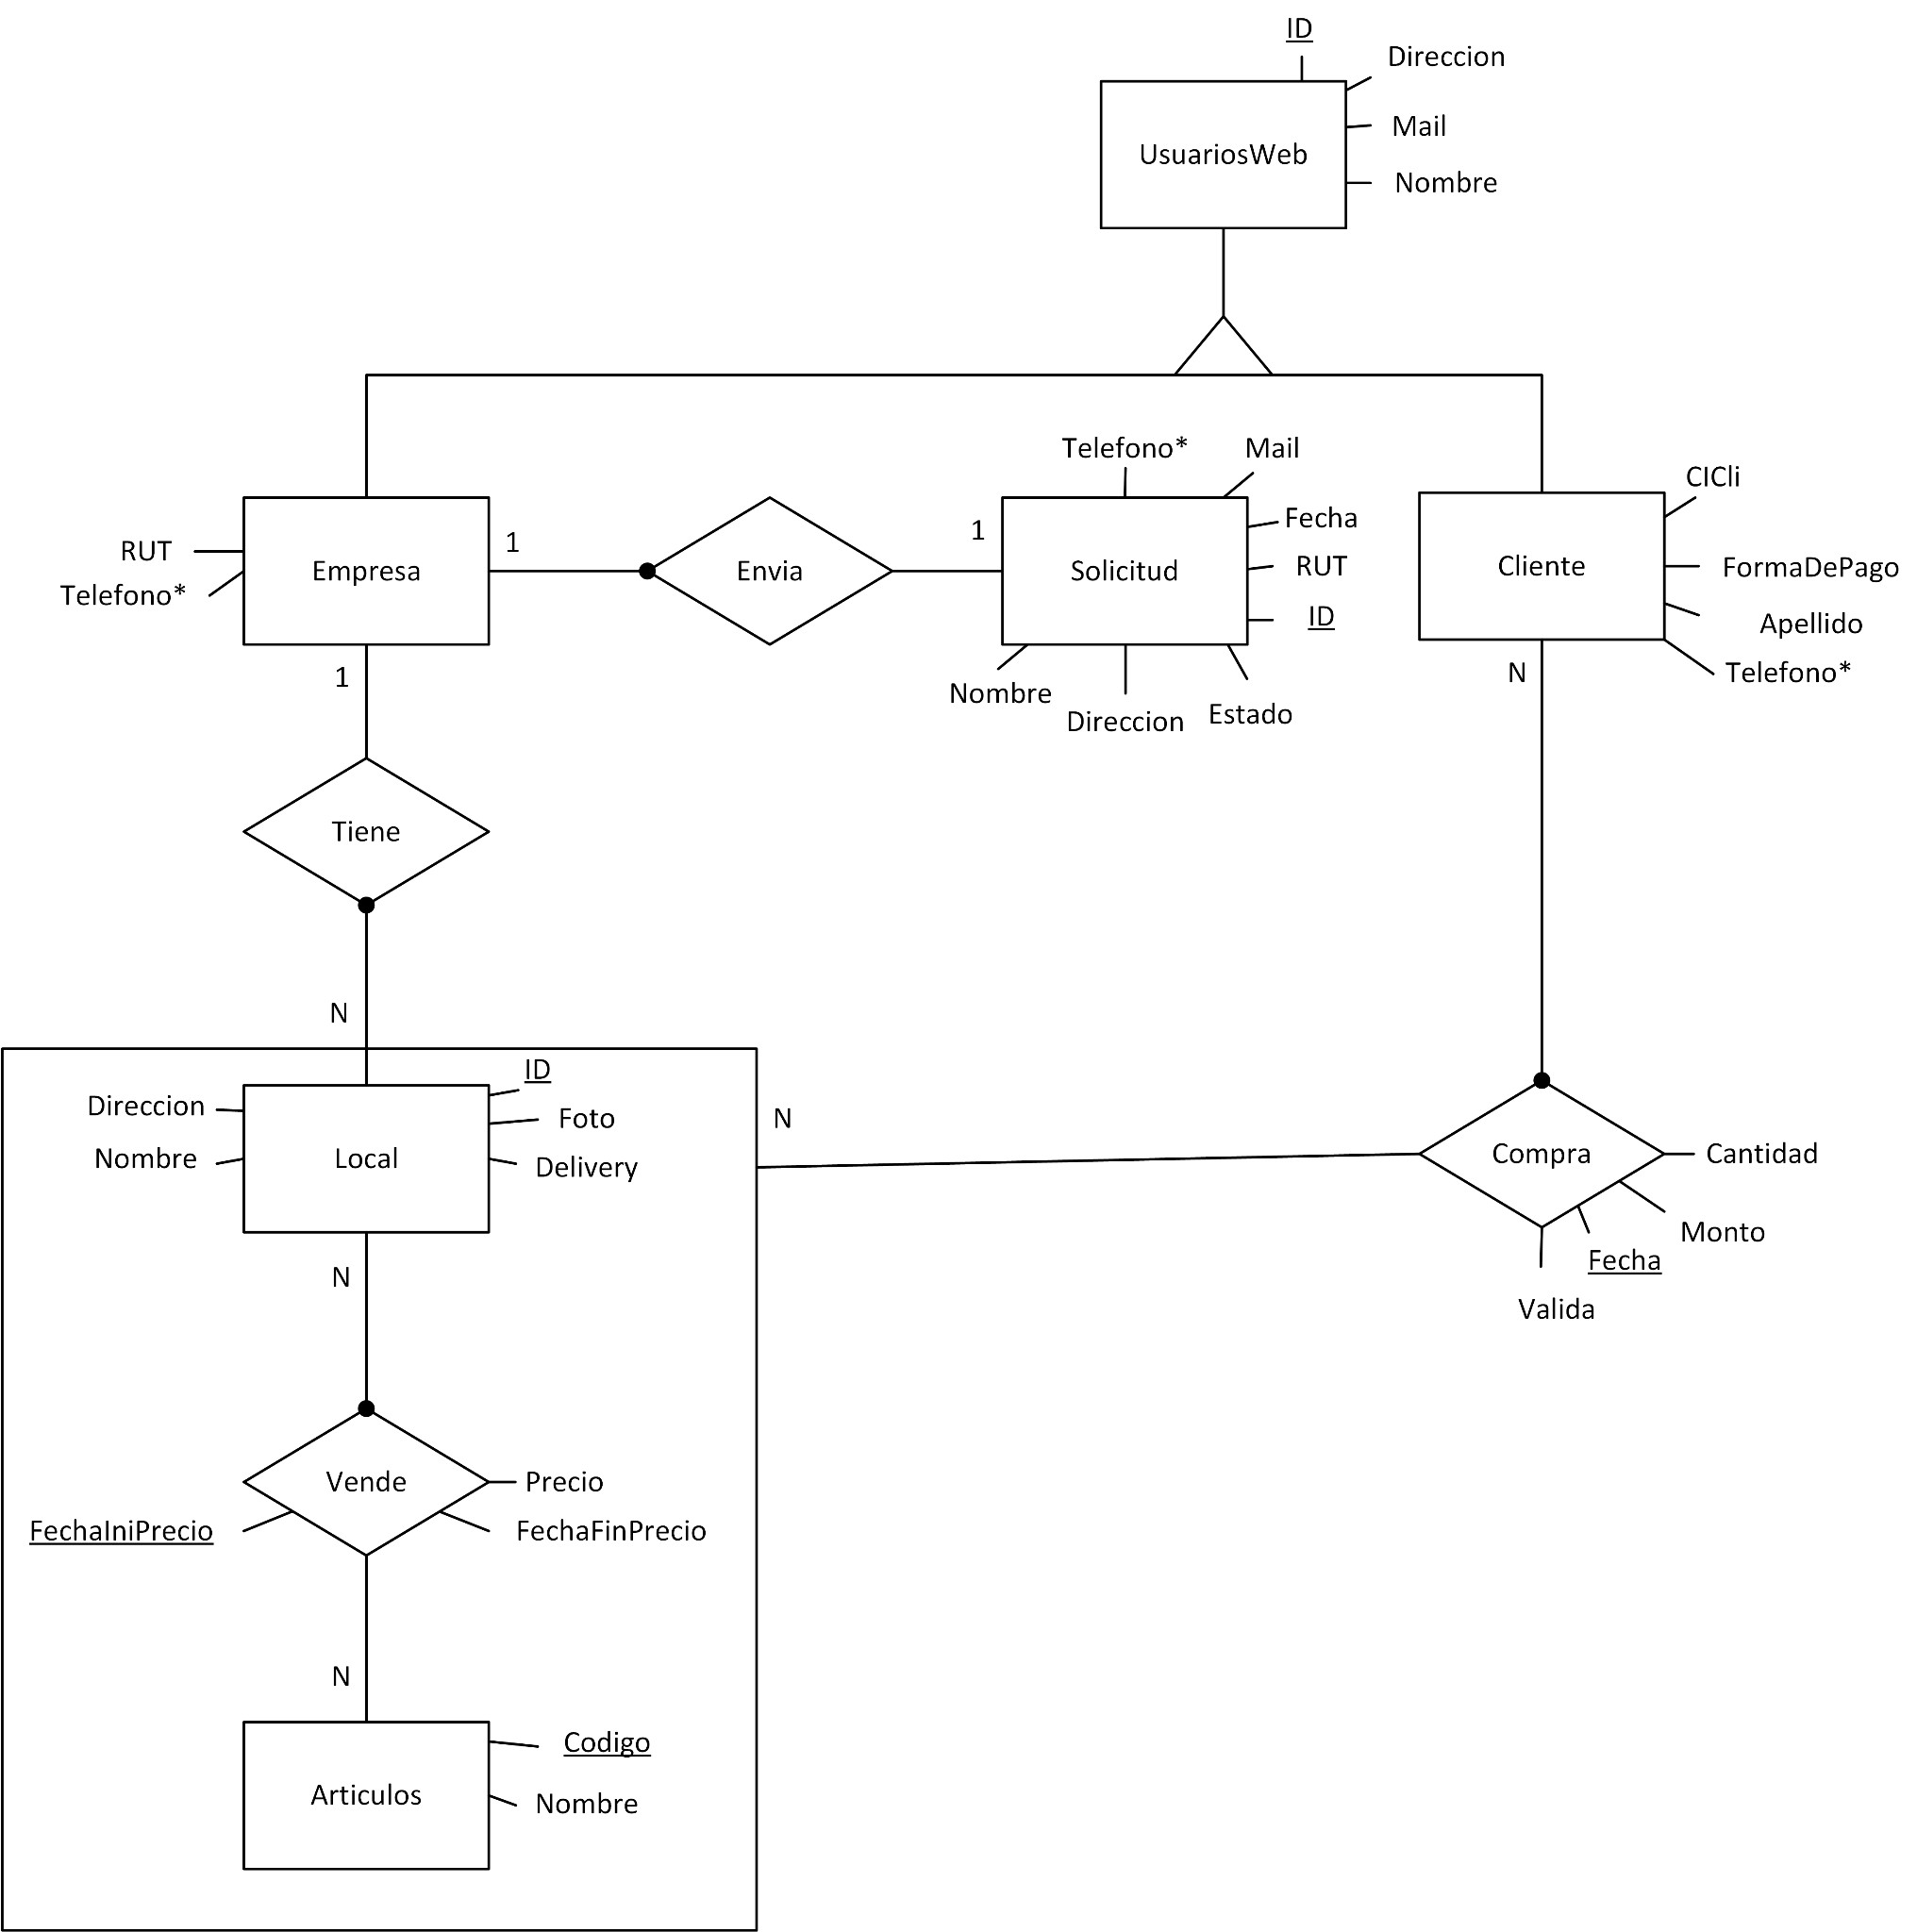 ID
Direccion
Mail
UsuariosWeb
Nombre
Telefono*
Mail
CICli
Fecha
1
1
RUT
Empresa
Envia
Solicitud
RUT
Cliente
FormaDePago
Telefono*
ID
Apellido
1
N
Telefono*
Nombre
Direccion
Estado
Tiene
N
ID
Direccion
Foto
N
Nombre
Local
Delivery
Compra
Cantidad
Monto
Fecha
N
Valida
Vende
Precio
FechaIniPrecio
FechaFinPrecio
N
Codigo
Articulos
Nombre